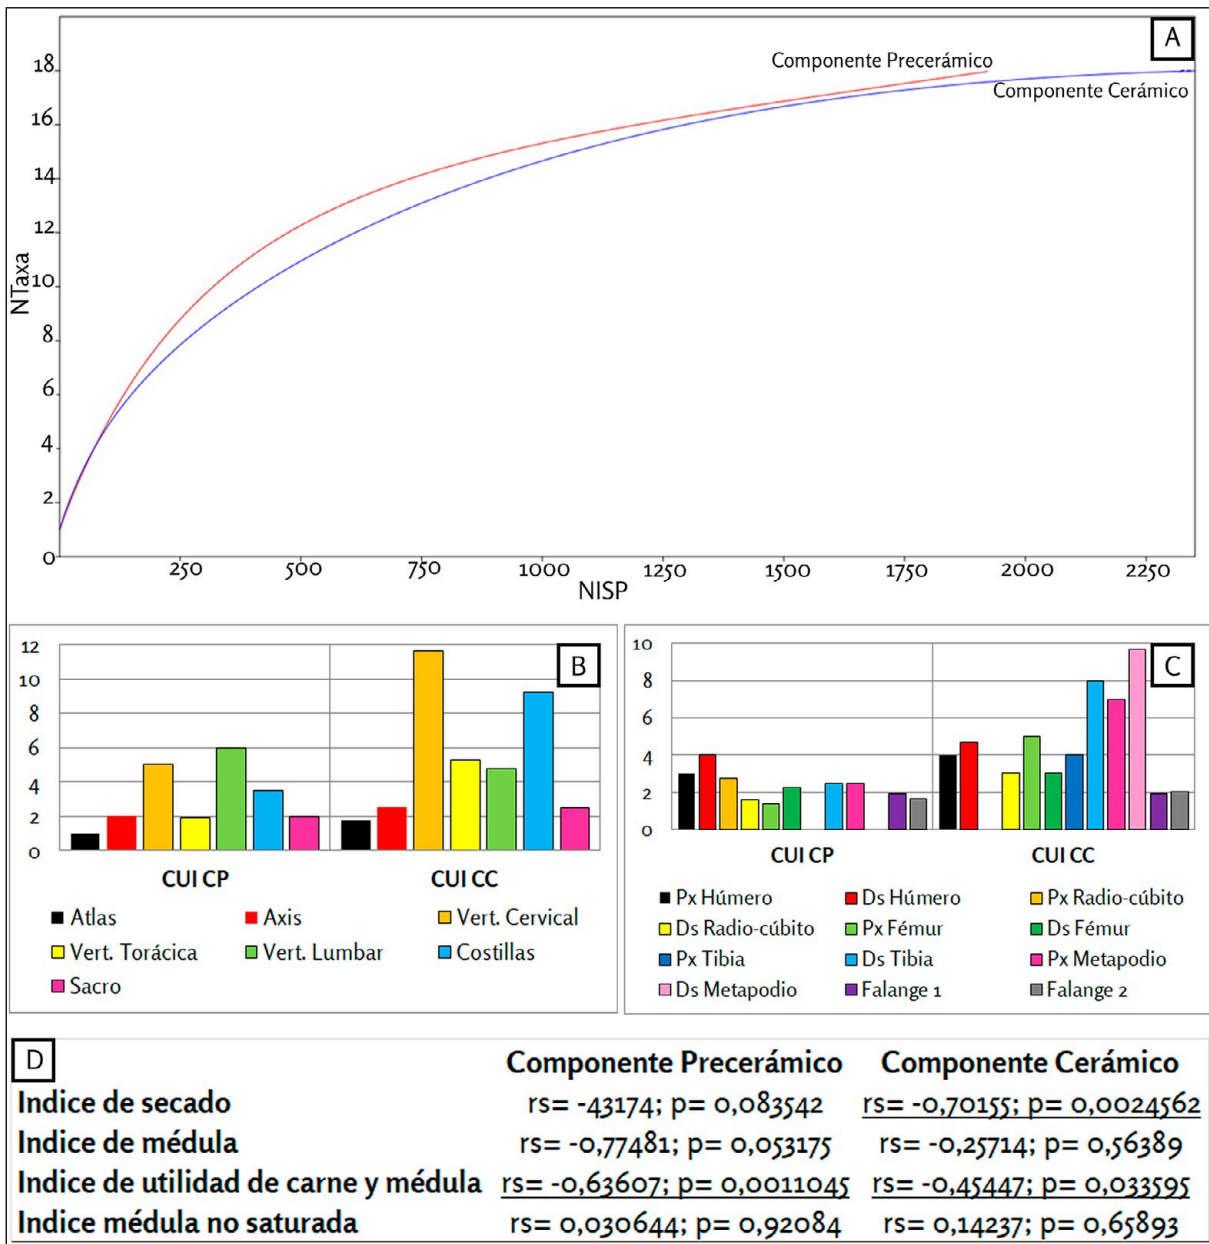 A
Componente Precerámico
Componente Cerámico
18
16
14
12
10
8
6
4
2
0
NTaxa
250 500 750 1000 1250 1500 1750 2000 2250
NISP
B
12
10
8
6
4
2
0
CUI CP CUI CC
Atlas Axis Vert. Cervical
Vert. Torácica Vert. Lumbar Costillas
Sacro
C
10
8
6
4
2
0
CUI CP CUI CC
Px Húmero Ds Húmero Px Radio-cúbito
Ds Radio-cúbito Px Fémur Ds Fémur
Px Tibia Ds Tibia Px Metapodio
Ds Metapodio Falange 1 Falange 2
D
Componente Precerámico Componente Cerámico
Indice de secado rs= -43174; p= 0,083542 rs= -0,70155; p= 0,0024562
Indice de médula rs= -0,77481; p= 0,053175 rs= -0,25714; p= 0,56389
Indice de utilidad de carne y médula rs= -0,63607; p= 0,0011045 rs= -0,45447; p= 0,033595
Indice médula no saturada rs= 0,030644; p= 0,92084 rs= 0,14237; p= 0,65893